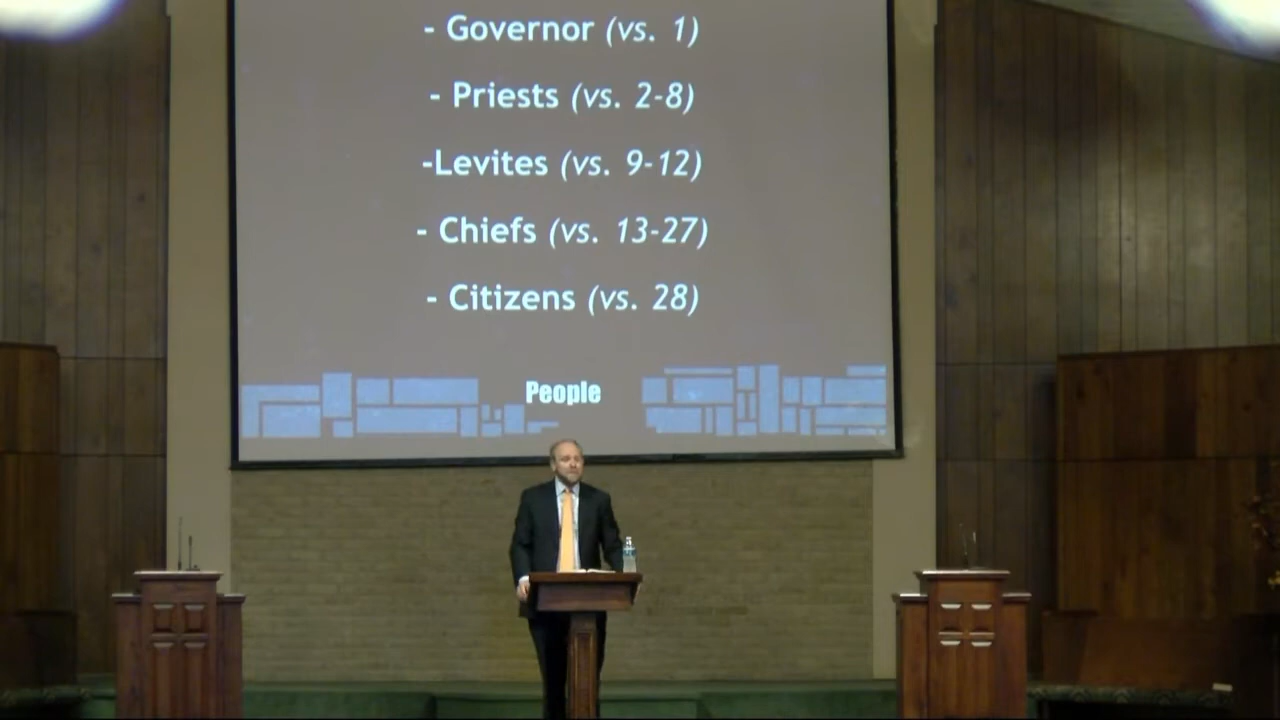 - Governor (vs. 1)
- Priests (vs. 2-8)
-Levites (vs. 9-12)
- Chiefs (vs. 13-27)
- Citizens (vs. 28)
People